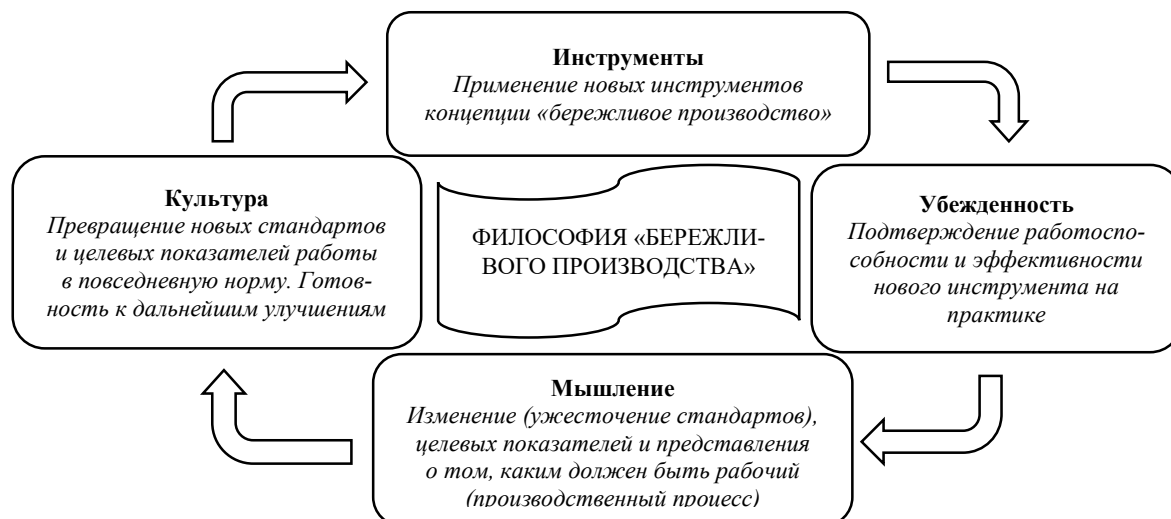 Инструменты
Применение новых инструментов
концепции «бережливое производство»
Культура
Превращение новых стандартов
и целевых показателей работы
в повседневную норму. Готов-
ность к дальнейшим улучшениям
ФИЛОСОФИЯ «БЕРЕЖЛИ-
ВОГО ПРОИЗВОДСТВА»
Убежденность
Подтверждение работоспо-
собности и эффективности
нового инструмента на
практике
Мышление
Изменение (ужесточение стандартов),
целевых показателей и представления
о том, каким должен быть рабочий
(производственный процесс)